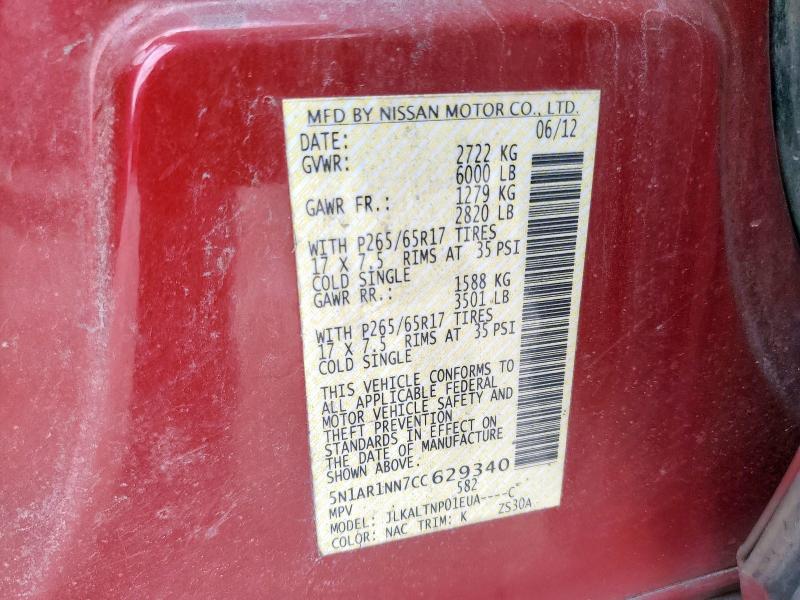 MFD BY NISSAN MOTOR CO., LTD.
DATE: 06/12
GVWR: 2722 KG
6000 LB
GAWR FR.: 1279 KG
2820 LB
WITH P265/65R17 TIRES
17 X 7.5 RIMS AT 35 PSI
COLD SINGLE
GAWR RR.: 1588 KG
3501 LB
WITH P265/65R17 TIRES
17 X 7.5 RIMS AT 35 PSI
COLD SINGLE
THIS VEHICLE CONFORMS TO
ALL APPLICABLE FEDERAL
MOTOR VEHICLE SAFETY AND
THEFT PREVENTION
STANDARDS IN EFFECT ON
THE DATE OF MANUFACTURE
SHOWN ABOVE.
5N1AR1NN7CC629340
MPV 582
MODEL: JLKALTNP01EUA----C
COLOR: NAC TRIM: K ZS30A